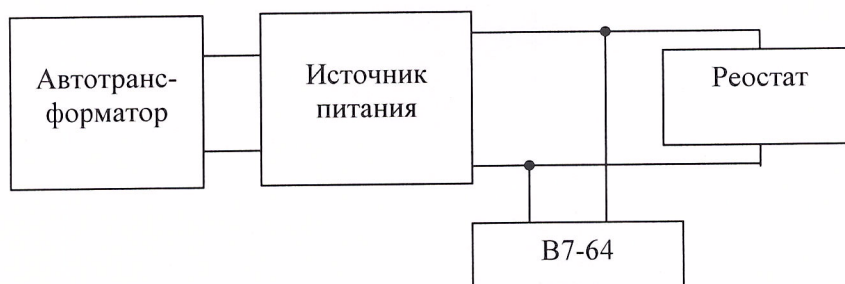 Автотранс-
форматор
Источник
питания
Реостат
В7-64